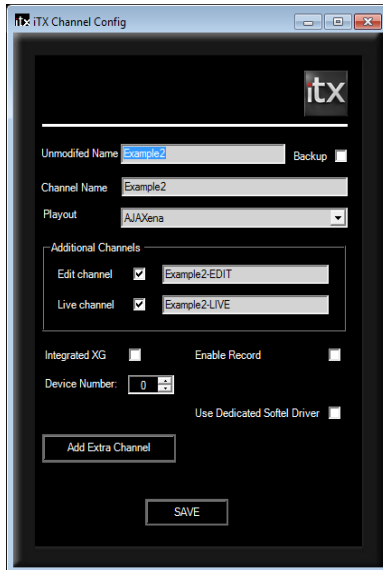 iTX iTX Channel Config
itx
Unmodifed Name Example2 Backup
Channel Name Example2
Playout AJAXena
Additional Channels
Edit channel Example2-EDIT
Live channel Example2-LIVE
Integrated XG Enable Record
Device Number: 0
Use Dedicated Softel Driver
Add Extra Channel
SAVE